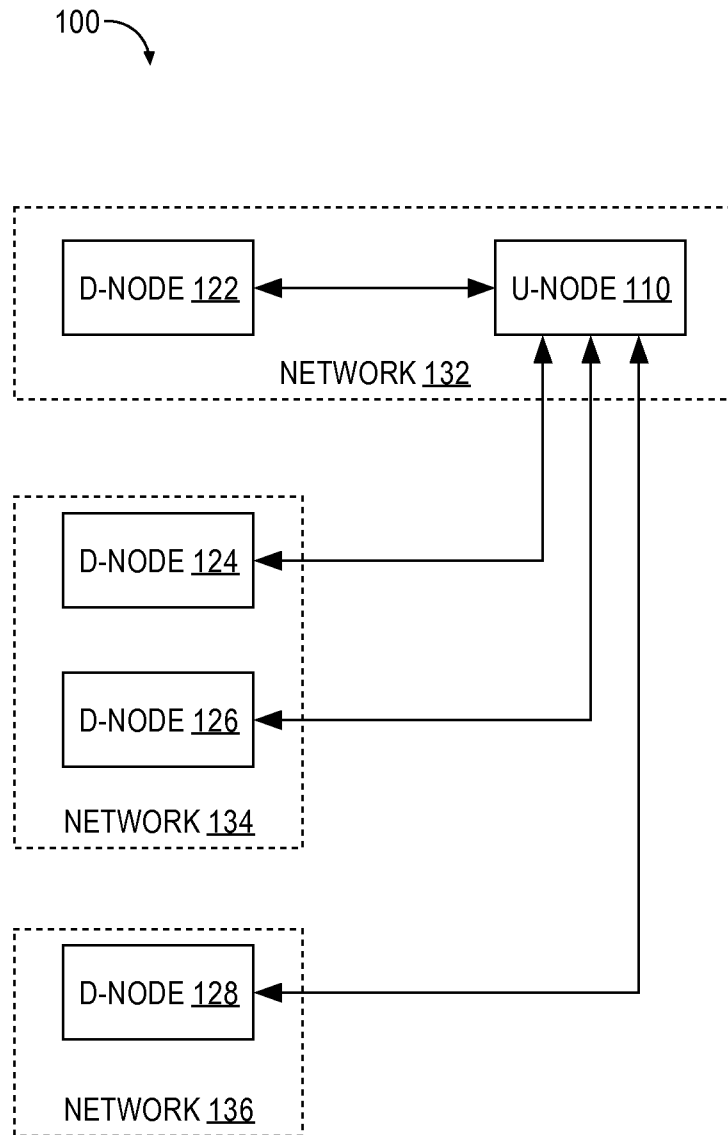 100
D-NODE 122
U-NODE 110
NETWORK 132
D-NODE 124
D-NODE 126
NETWORK 134
D-NODE 128
NETWORK 136